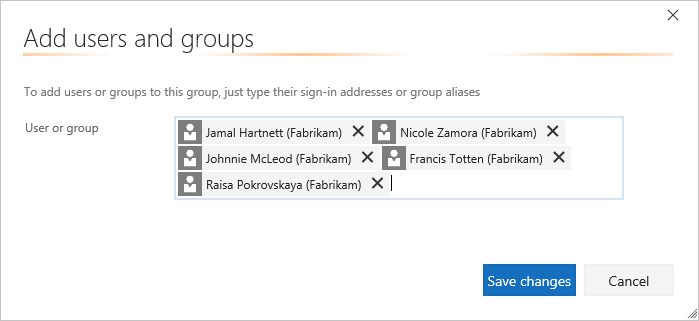 Add users and groups
To add users or groups to this group, just type their sign-in addresses or group aliases
User or group
Jamal Hartnett (Fabrikam) Nicole Zamora (Fabrikam)
Johnnie McLeod (Fabrikam) Francis Totten (Fabrikam)
Raisa Pokrovskaya (Fabrikam)
Save changes Cancel